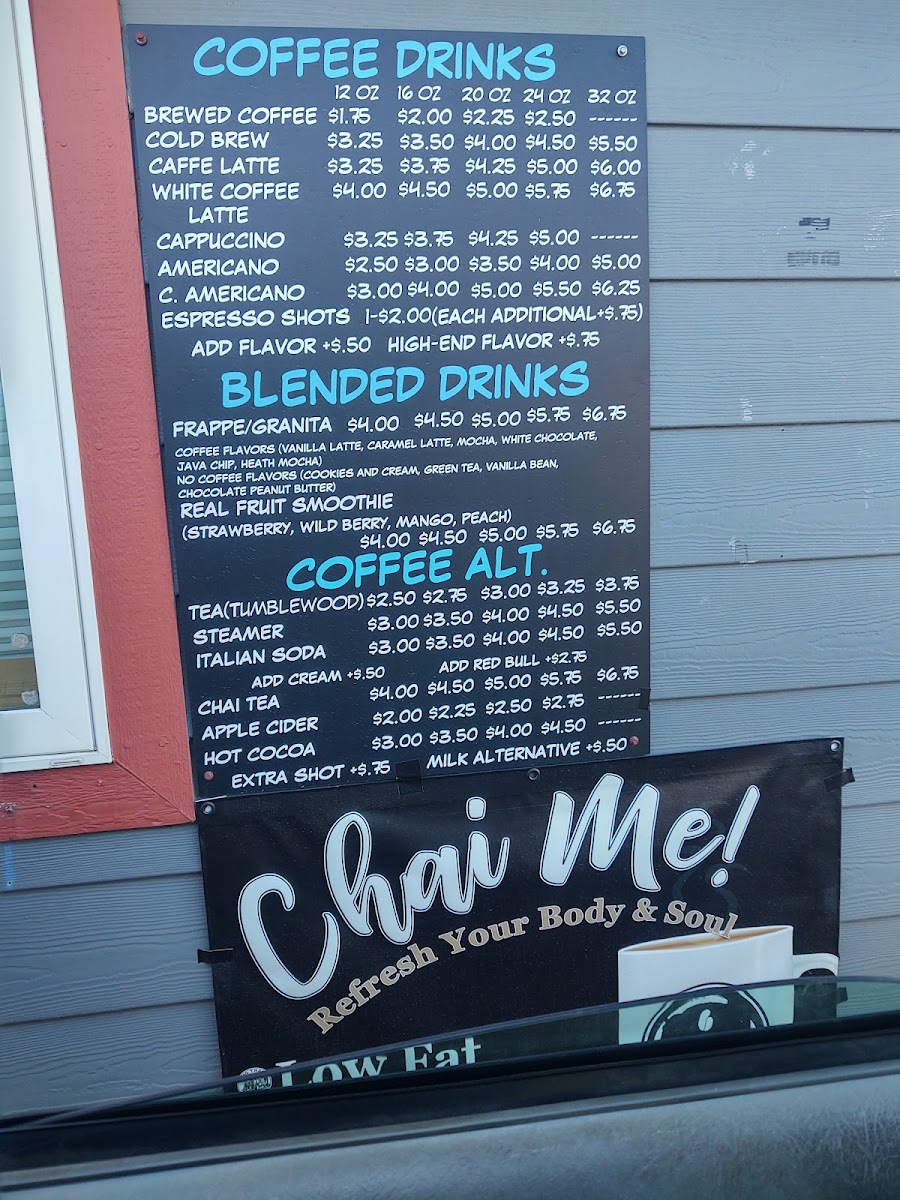 COFFEE DRINKS
12 OZ 16 OZ 20 OZ 24 OZ 32 OZ
BREWED COFFEE $1.75 $2.00 $2.25 $2.50 ------
COLD BREW $3.25 $3.50 $4.00 $4.50 $5.50
CAFFE LATTE $3.25 $3.75 $4.25 $5.00 $6.00
WHITE COFFEE $4.00 $4.50 $5.00 $5.75 $6.75
LATTE
CAPPUCCINO $3.25 $3.75 $4.25 $5.00 ------
AMERICANO $2.50 $3.00 $3.50 $4.00 $5.00
C. AMERICANO $3.00 $4.00 $5.00 $5.50 $6.25
ESPRESSO SHOTS 1-$2.00(EACH ADDITIONAL+$.75)
ADD FLAVOR +$.50 HIGH-END FLAVOR +$.75
BLENDED DRINKS
FRAPPE/GRANITA $4.00 $4.50 $5.00 $5.75 $6.75
COFFEE FLAVORS (VANILLA LATTE, CARAMEL LATTE, MOCHA, WHITE CHOCOLATE,
JAVA CHIP, HEATH MOCHA)
NO COFFEE FLAVORS (COOKIES AND CREAM, GREEN TEA, VANILLA BEAN,
CHOCOLATE PEANUT BUTTER)
REAL FRUIT SMOOTHIE
(STRAWBERRY, WILD BERRY, MANGO, PEACH)
$4.00 $4.50 $5.00 $5.75 $6.75
COFFEE ALT.
TEA(TUMBLEWOOD) $2.50 $2.75 $3.00 $3.25 $3.75
STEAMER $3.00 $3.50 $4.00 $4.50 $5.50
ITALIAN SODA $3.00 $3.50 $4.00 $4.50 $5.50
ADD CREAM +$.50 ADD RED BULL +$2.75
CHAI TEA $4.00 $4.50 $5.00 $5.75 $6.75
APPLE CIDER $2.00 $2.25 $2.50 $2.75 ------
HOT COCOA $3.00 $3.50 $4.00 $4.50 ------
EXTRA SHOT +$.75 MILK ALTERNATIVE +$.50
Chai Me!
Refresh Your Body & Soul
Low Fat